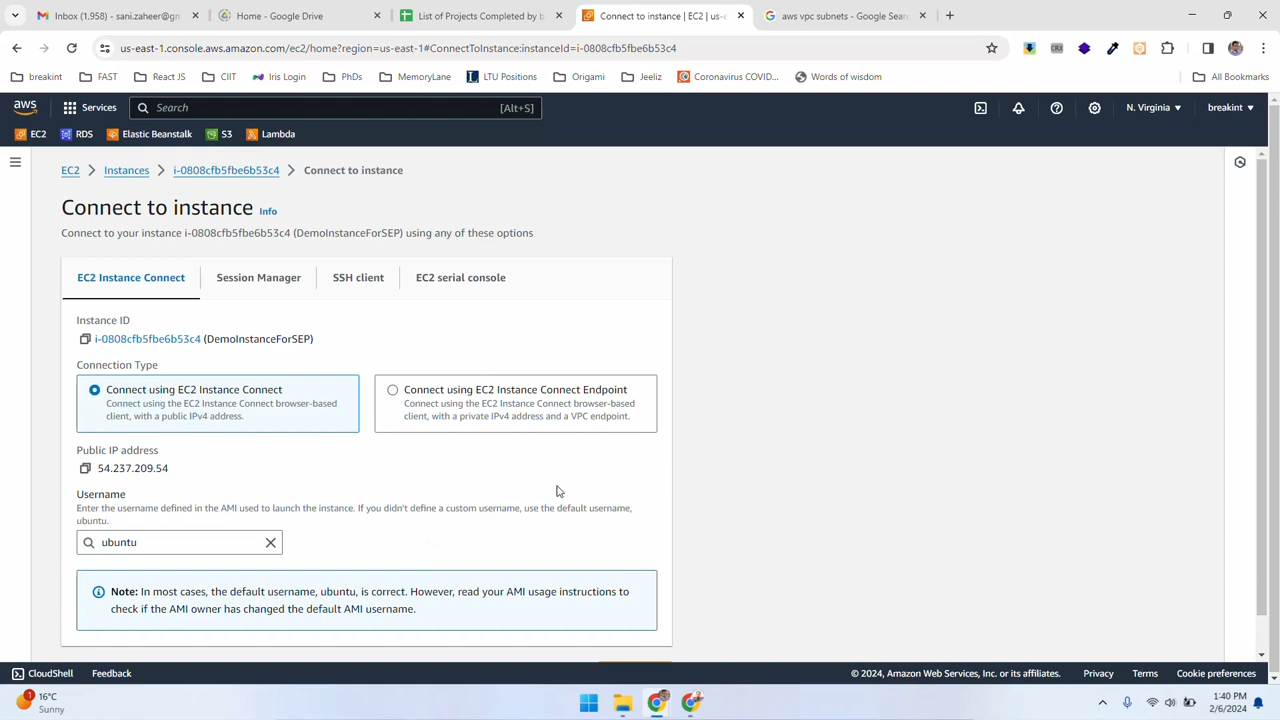 Inbox (1,958) - sani.zaheer@gm
Home - Google Drive
List of Projects Completed by b
Connect to instance | EC2 | us-e
aws vpc subnets - Google Searc
us-east-1.console.aws.amazon.com/ec2/home?region=us-east-1#ConnectToInstance:instanceId=i-0808cfb5fbe6b53c4
breakint
FAST
React JS
CIIT
Iris Login
PhDs
MemoryLane
LTU Positions
Origami
Jeeliz
Coronavirus COVID...
Words of wisdom
All Bookmarks
aws
Services
Search
[Alt+S]
N. Virginia
breakint
EC2
RDS
Elastic Beanstalk
S3
Lambda
EC2 Instances i-0808cfb5fbe6b53c4 Connect to instance
Connect to instance Info
Connect to your instance i-0808cfb5fbe6b53c4 (DemoInstanceForSEP) using any of these options
EC2 Instance Connect
Session Manager
SSH client
EC2 serial console
Instance ID
i-0808cfb5fbe6b53c4 (DemoInstanceForSEP)
Connection Type
Connect using EC2 Instance Connect
Connect using the EC2 Instance Connect browser-based
client, with a public IPv4 address.
Connect using EC2 Instance Connect Endpoint
Connect using the EC2 Instance Connect browser-based
client, with a private IPv4 address and a VPC endpoint.
Public IP address
54.237.209.54
Username
Enter the username defined in the AMI used to launch the instance. If you didn't define a custom username, use the default username,
ubuntu.
ubuntu
Note: In most cases, the default username, ubuntu, is correct. However, read your AMI usage instructions to
check if the AMI owner has changed the default AMI username.
CloudShell
Feedback
© 2024, Amazon Web Services, Inc. or its affiliates.
Privacy
Terms
Cookie preferences
1
16°C
Sunny
1:40 PM
2/6/2024